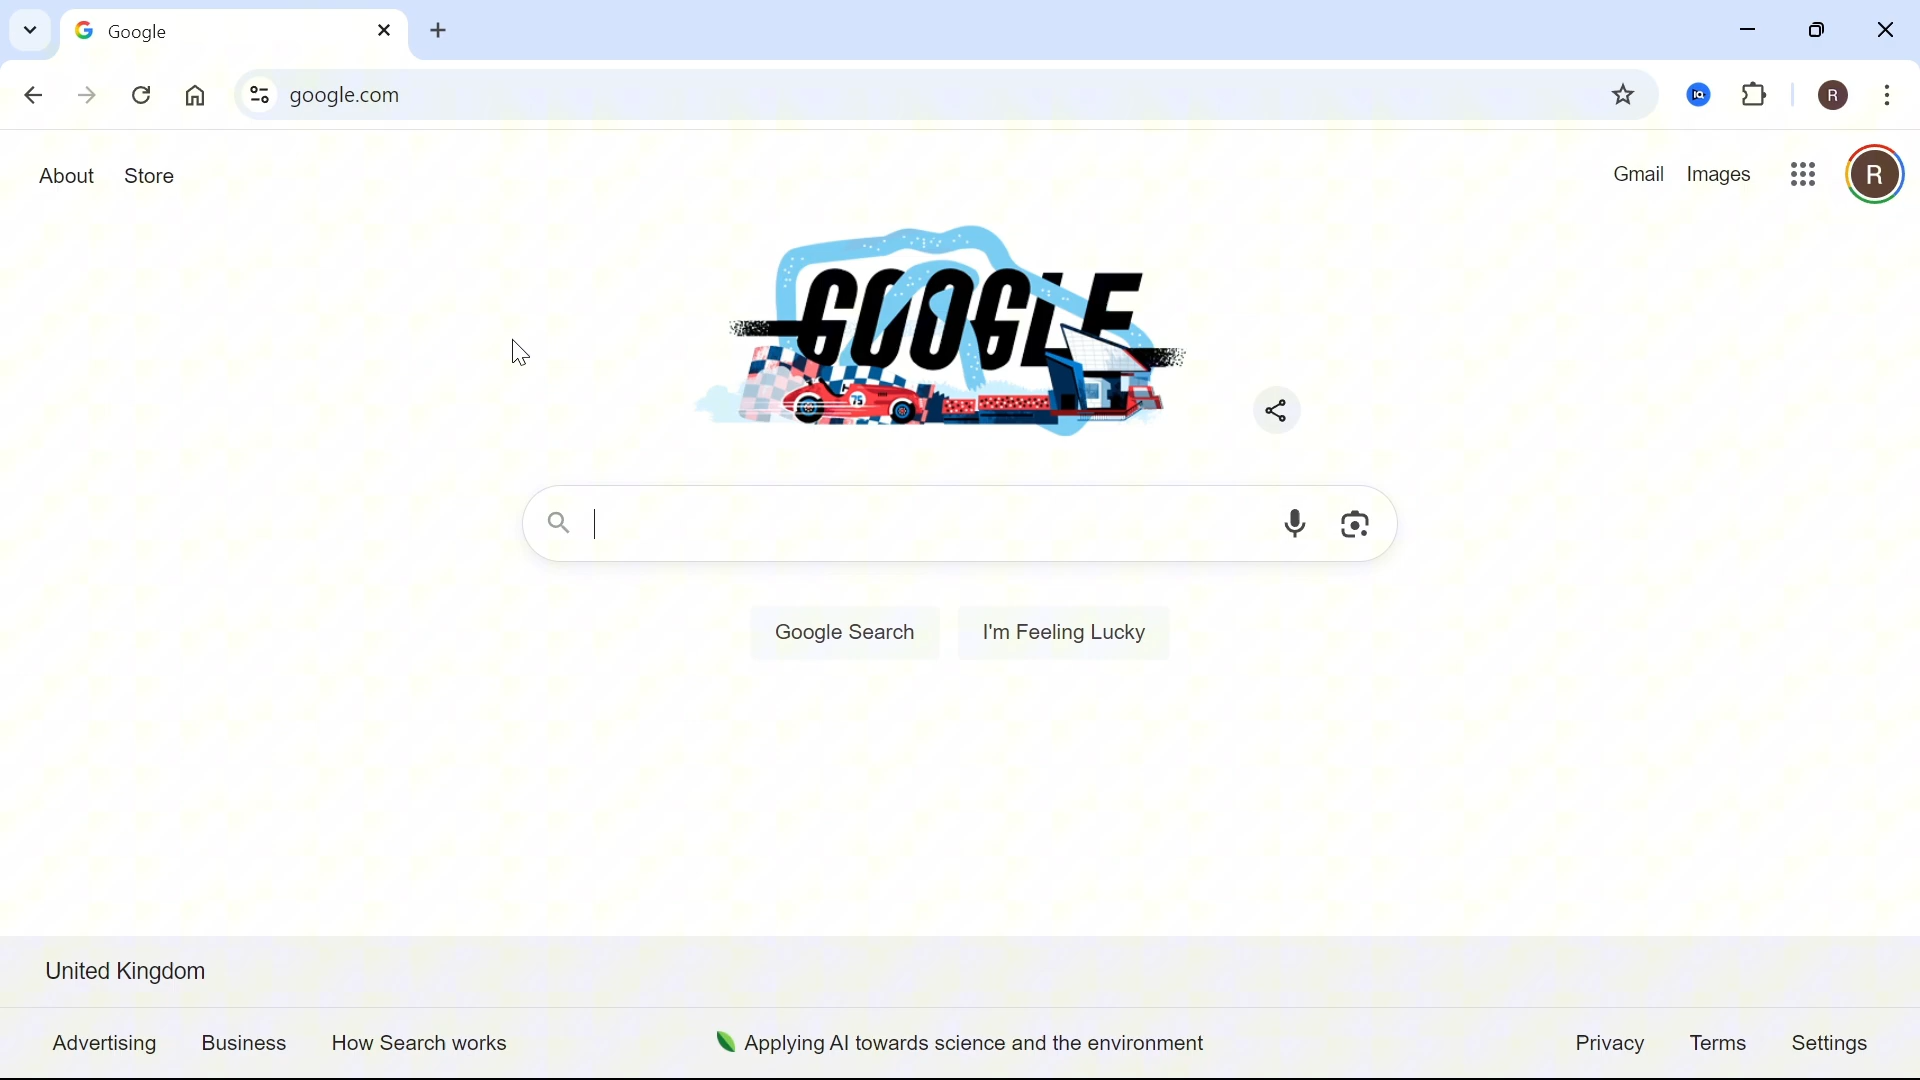 Google
google.com
R
About Store
Gmail Images
R
GOOGLE
75
Google Search I'm Feeling Lucky
United Kingdom
Advertising Business How Search works
Applying AI towards science and the environment
Privacy Terms Settings